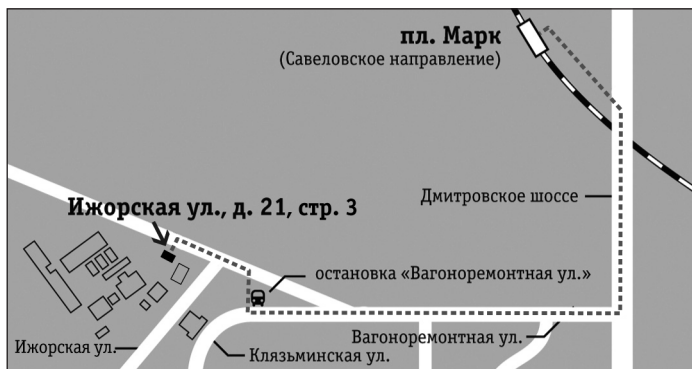 пл. Марк
(Савеловское направление)
Дмитровское шоссе
Ижорская ул., д. 21, стр. 3
остановка «Вагоноремонтная ул.»
Вагоноремонтная ул.
Ижорская ул.
Клязьминская ул.